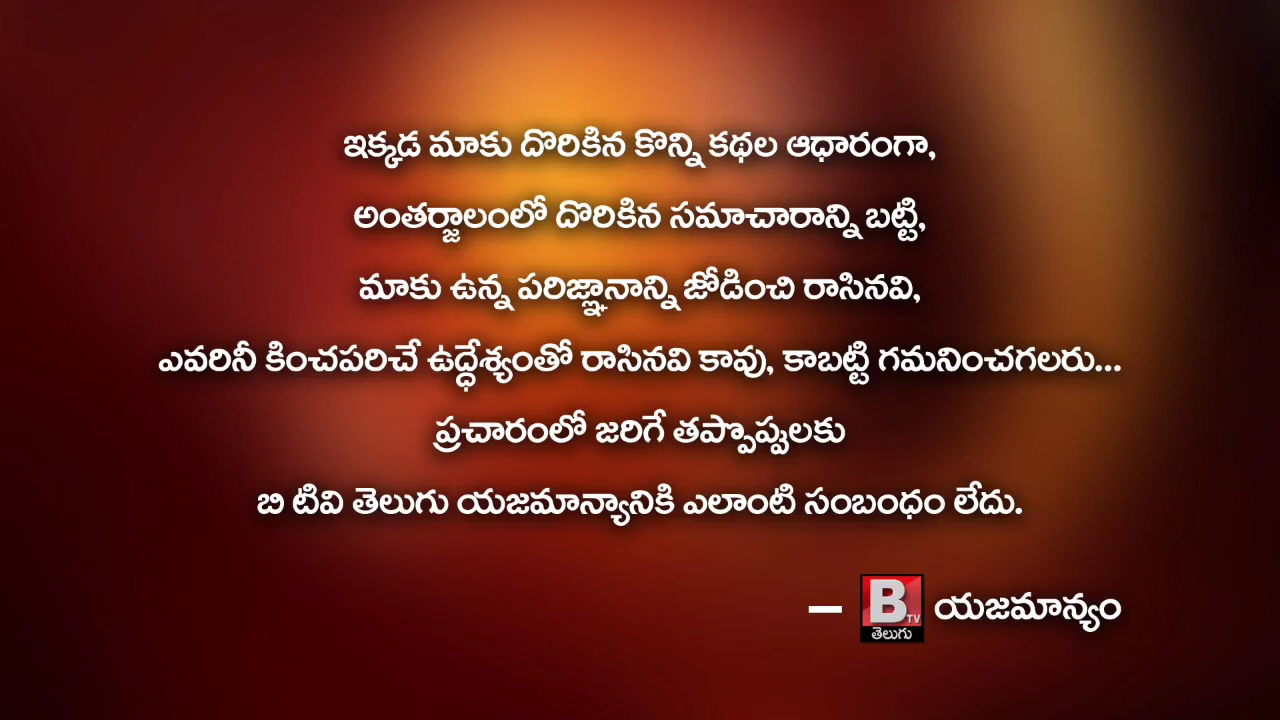 ఇక్కడ మాకు దొరికిన కొన్ని కథల ఆధారంగా,
అంతర్జాలంలో దొరికిన సమాచారాన్ని బట్టి,
మాకు ఉన్న పరిజ్ఞానాన్ని జోడించి రాసినవి,
ఎవరినీ కించపరిచే ఉద్ధేశ్యంతో రాసినవి కావు, కాబట్టి గమనించగలరు...
ప్రచారంలో జరిగే తప్పొప్పులకు
బి టివి తెలుగు యజమాన్యానికి ఎలాంటి సంబంధం లేదు.
– B TV తెలుగు యజమాన్యం